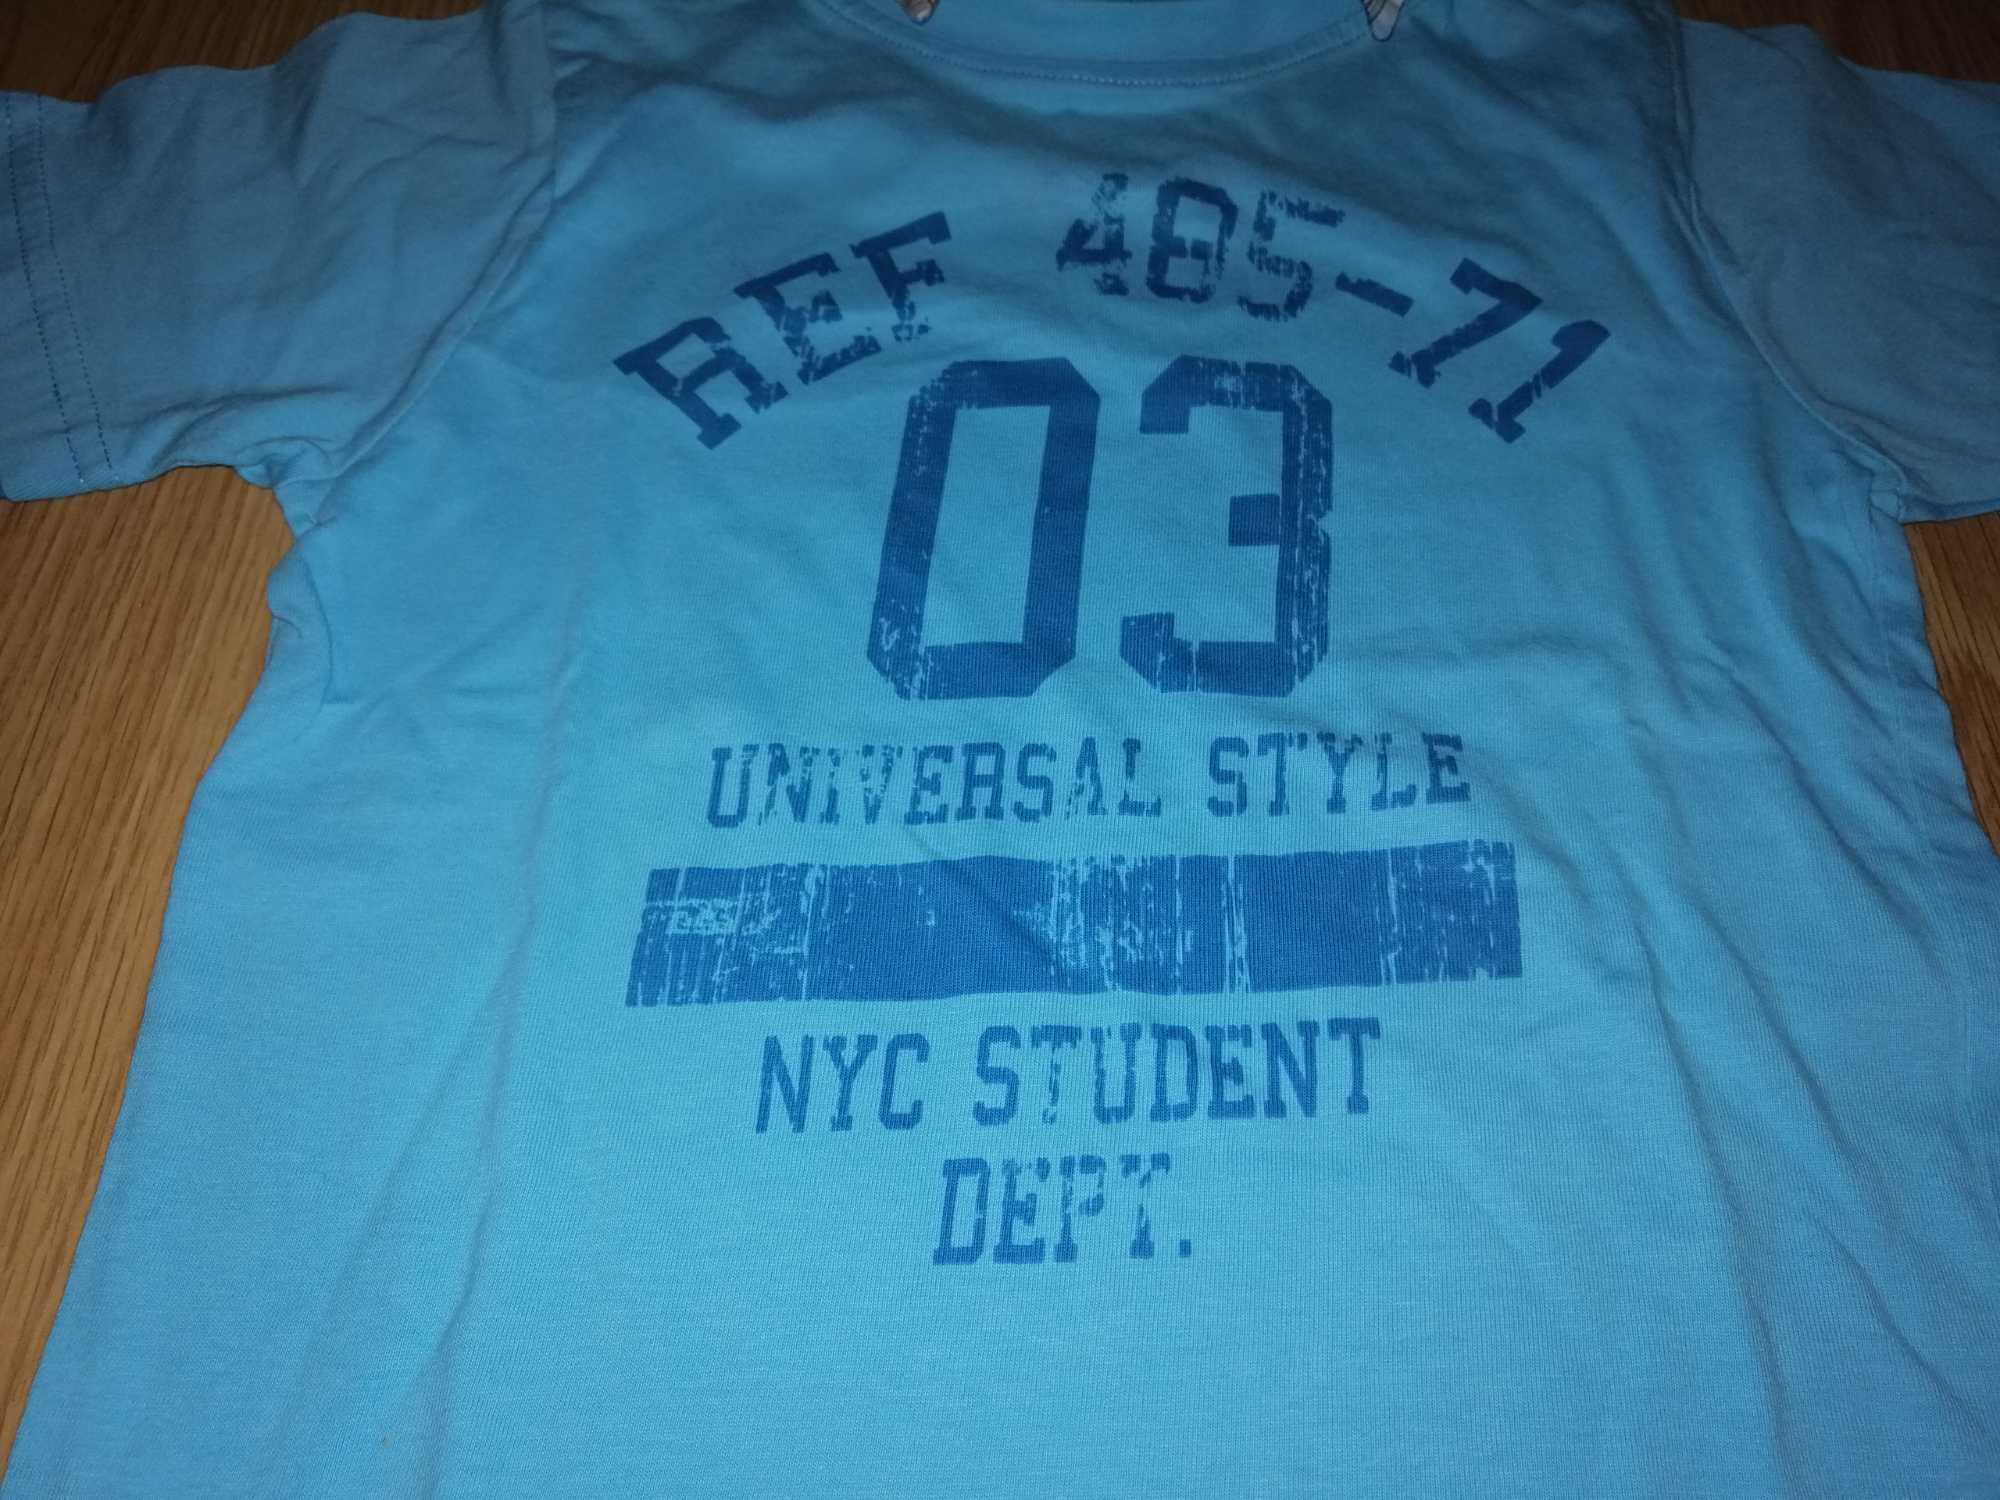 REF 485-71
03
UNIVERSAL STYLE
NYC STUDENT
DEPT.